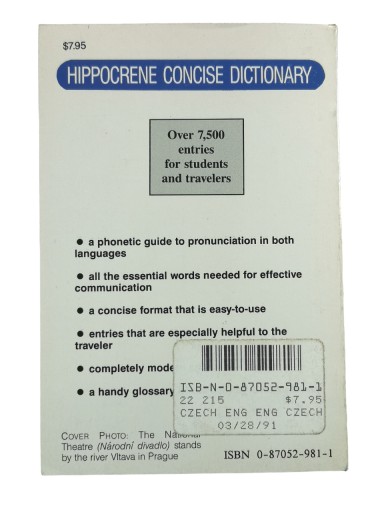 $7.95
HIPPOCRENE CONCISE DICTIONARY
Over 7,500
entries
for students
and travelers
• a phonetic guide to pronunciation in both
languages
• all the essential words needed for effective
communication
• a concise format that is easy-to-use
• entries that are especially helpful to the
traveler
• completely
• a handy glossary
ISB-N-0-87052-981-1
22 215 $7.95
CZECH ENG ENG CZECH
03/28/91
COVER PHOTO: The National
Theatre (Národní divadlo) stands
by the river Vltava in Prague
ISBN 0-87052-981-1